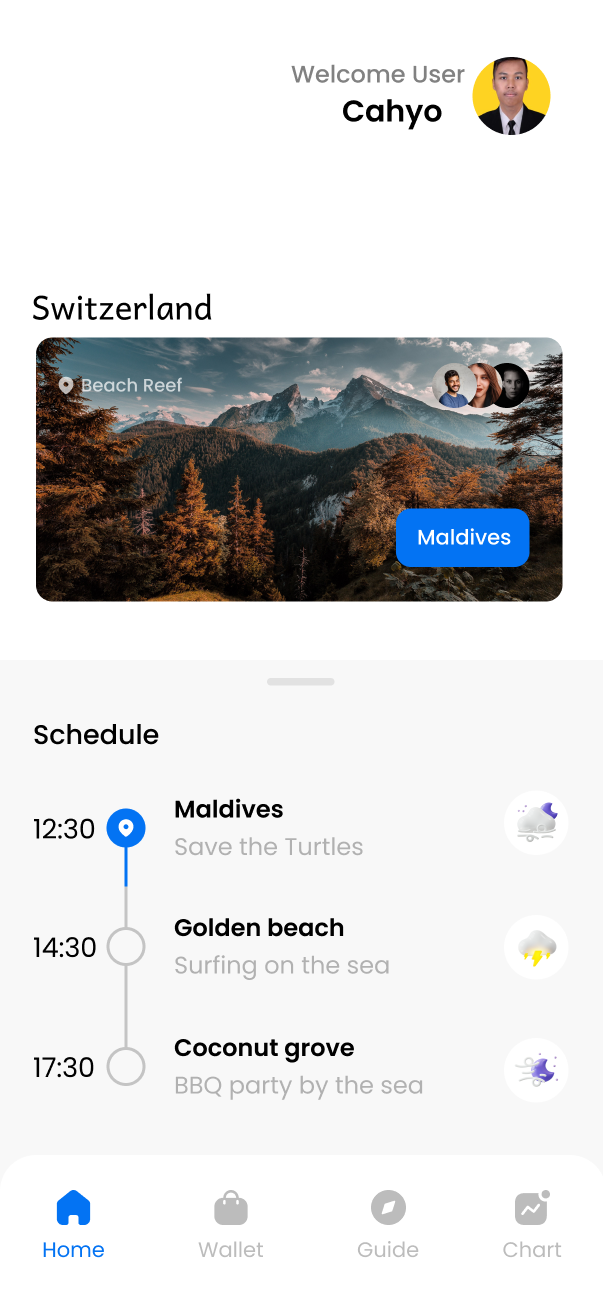 Welcome User
Cahyo
Switzerland
Beach Reef
Maldives
Schedule
12:30
Maldives
Save the Turtles
14:30
Golden beach
Surfing on the sea
17:30
Coconut grove
BBQ party by the sea
Home
Wallet
Guide
Chart